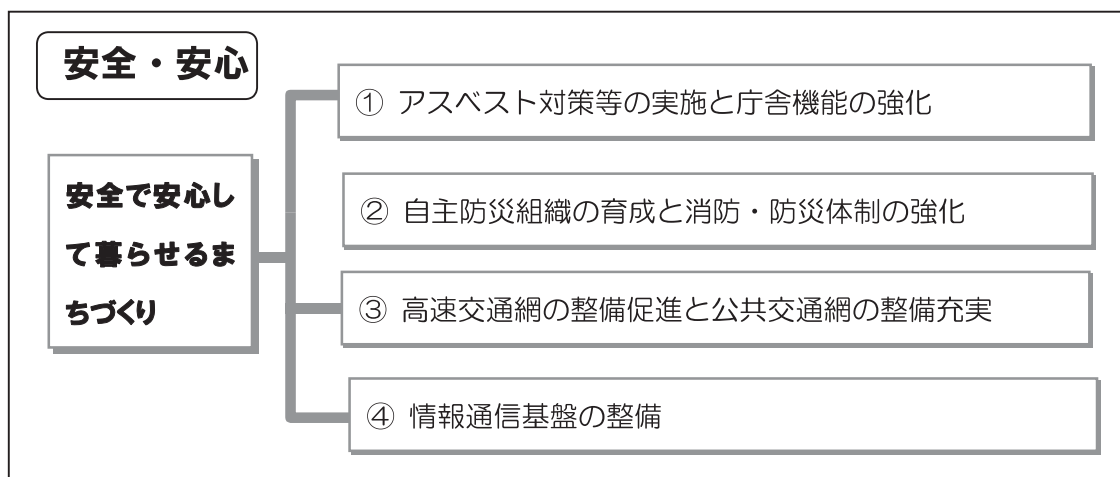 安全・安心
安全で安心し
て暮らせるま
ちづくり
① アスベスト対策等の実施と庁舎機能の強化
② 自主防災組織の育成と消防・防災体制の強化
③ 高速交通網の整備促進と公共交通網の整備充実
④ 情報通信基盤の整備